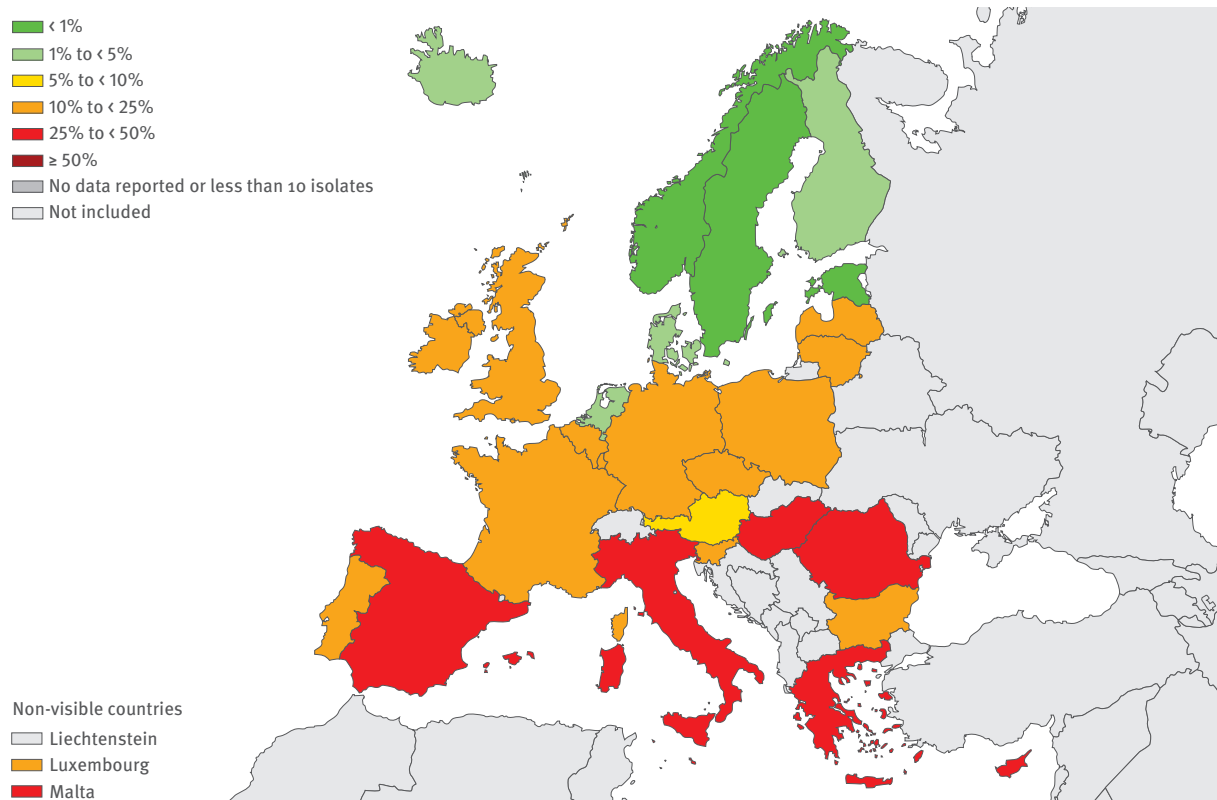 < 1%
1% to < 5%
5% to < 10%
10% to < 25%
25% to < 50%
≥ 50%
No data reported or less than 10 isolates
Not included
Non-visible countries
Liechtenstein
Luxembourg
Malta